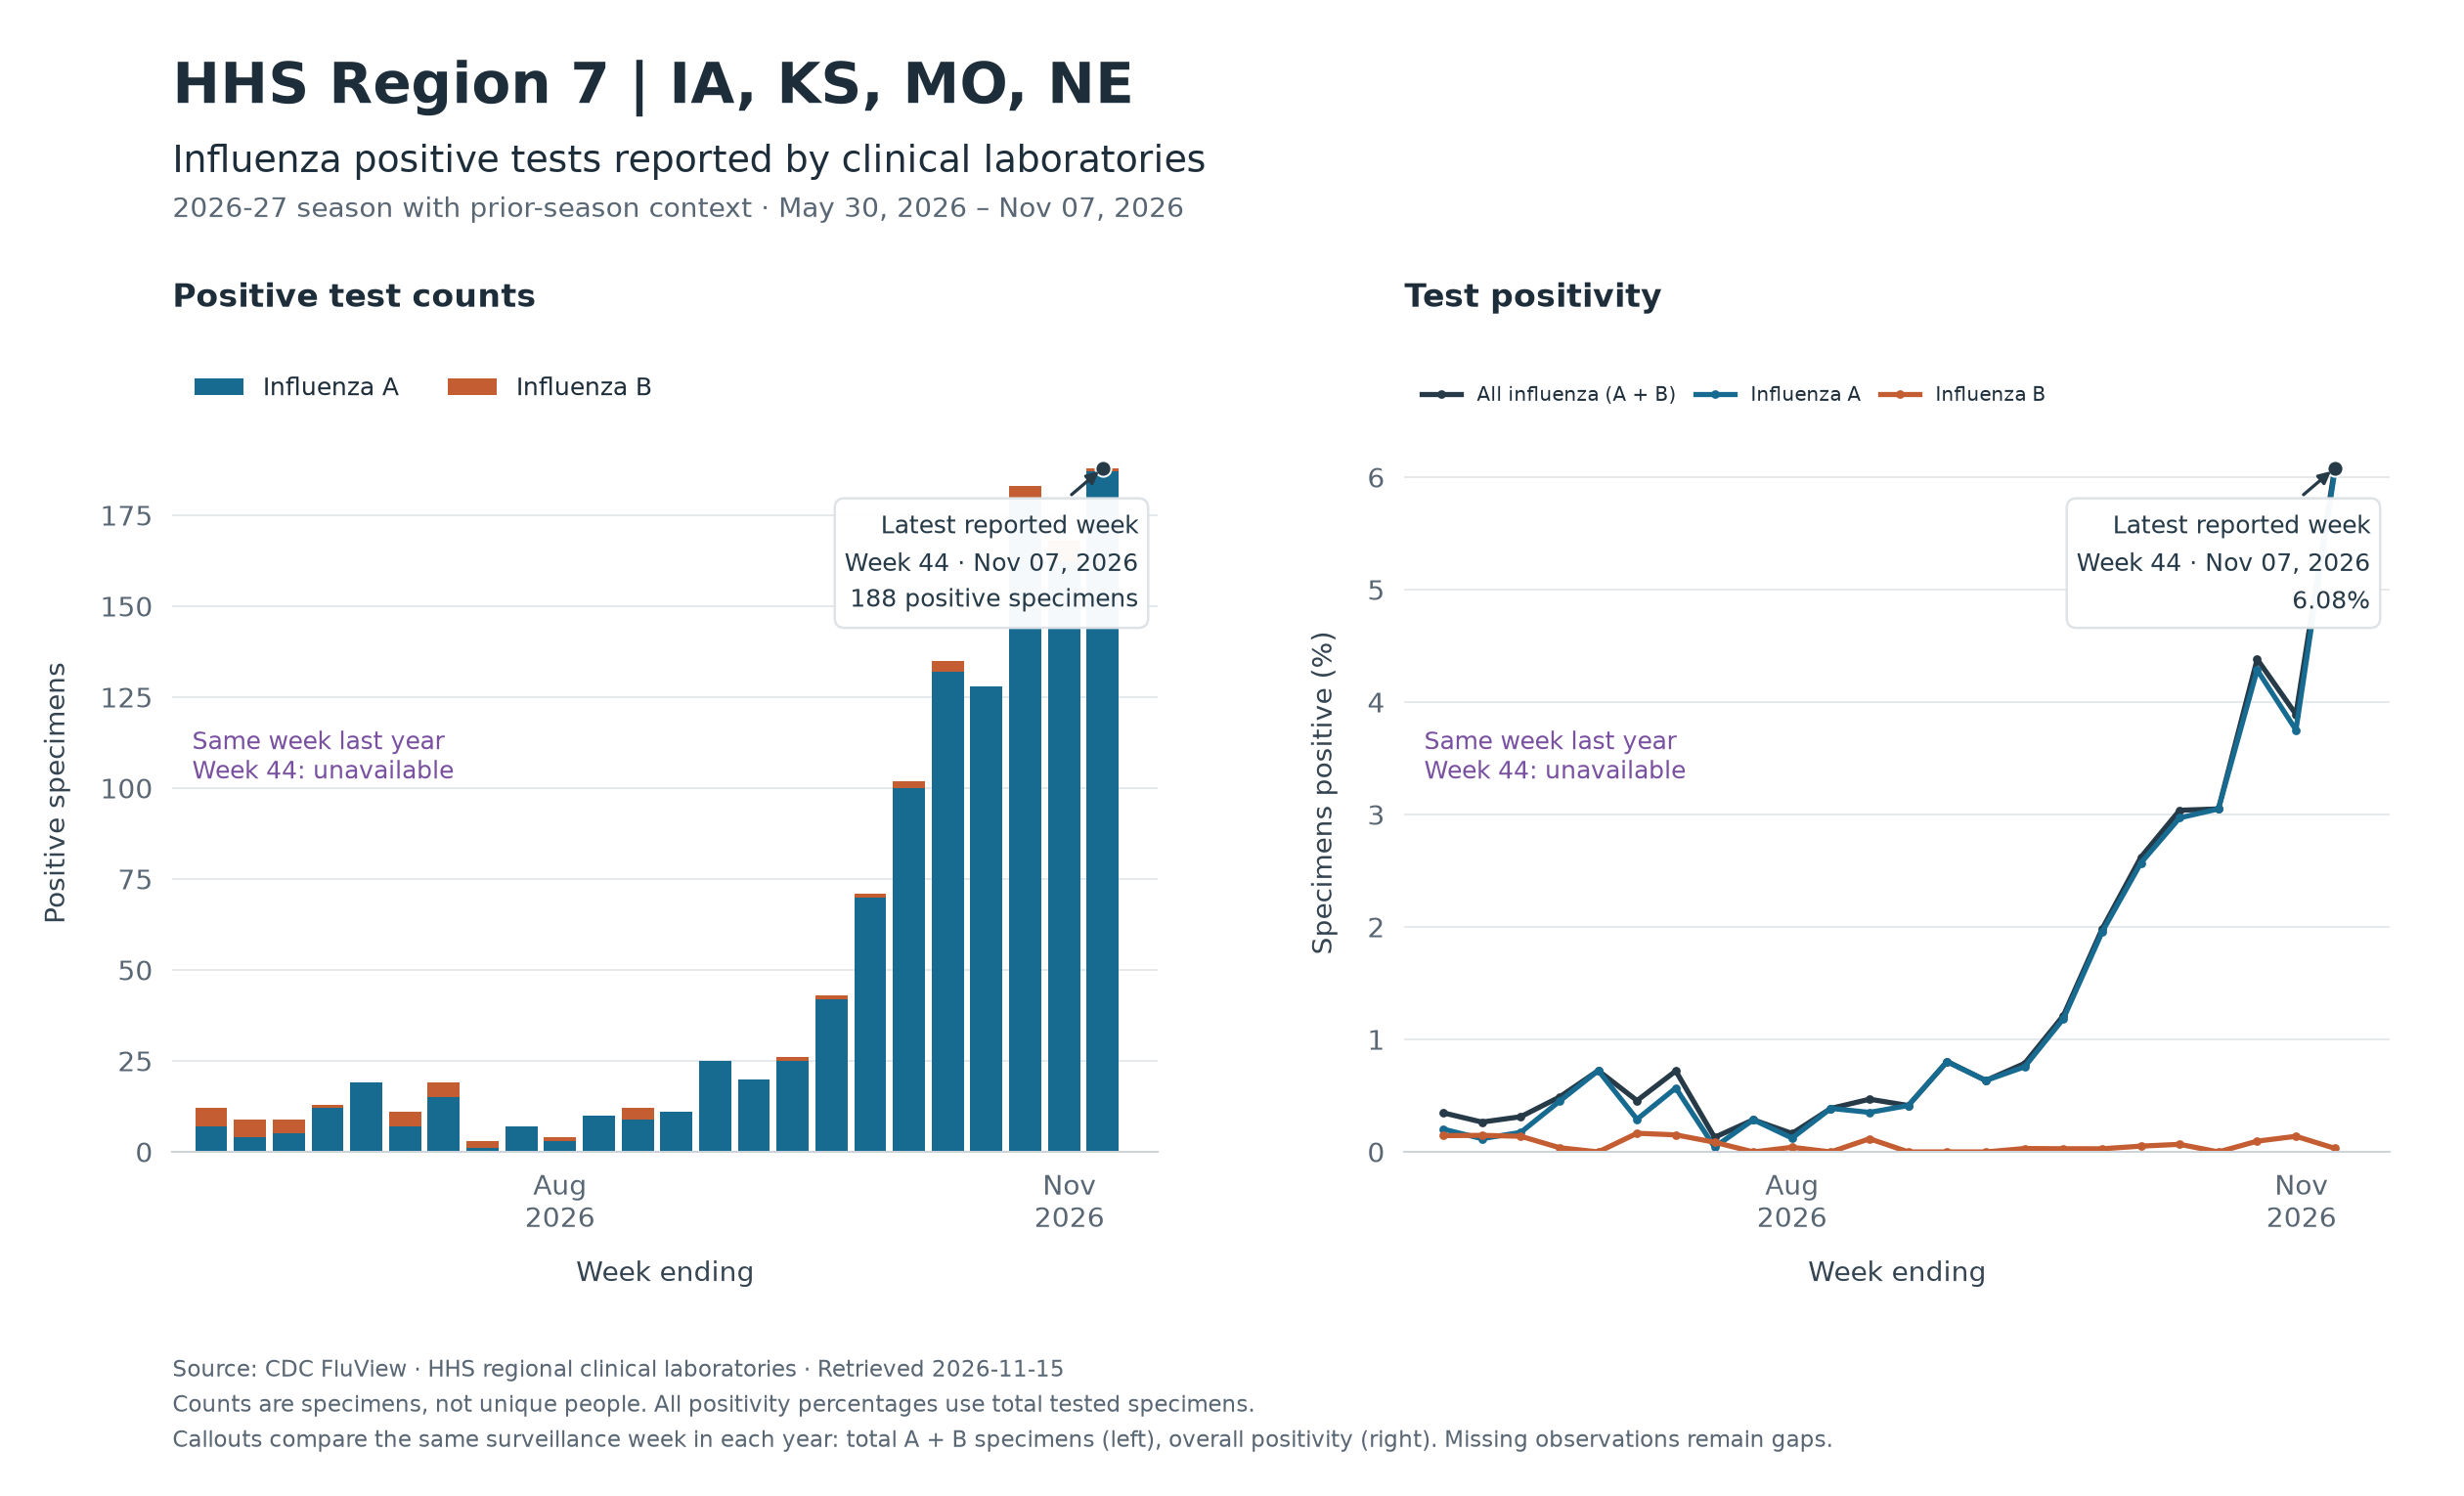 HHS Region 7 | IA, KS, MO, NE
Influenza positive tests reported by clinical laboratories
2026-27 season with prior-season context · May 30, 2026 – Nov 07, 2026
Positive test counts
Influenza A
Influenza B
Positive specimens
175
150
125
100
75
50
25
0
Latest reported week
Week 44 · Nov 07, 2026
188 positive specimens
Same week last year
Week 44: unavailable
Aug
2026
Nov
2026
Week ending
Test positivity
All influenza (A + B)
Influenza A
Influenza B
Specimens positive (%)
6
5
4
3
2
1
0
Latest reported week
Week 44 · Nov 07, 2026
6.08%
Same week last year
Week 44: unavailable
Aug
2026
Nov
2026
Week ending
Source: CDC FluView · HHS regional clinical laboratories · Retrieved 2026-11-15
Counts are specimens, not unique people. All positivity percentages use total tested specimens.
Callouts compare the same surveillance week in each year: total A + B specimens (left), overall positivity (right). Missing observations remain gaps.